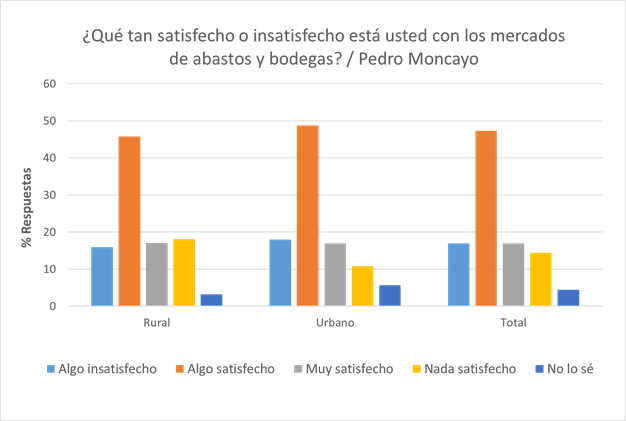 ¿Qué tan satisfecho o insatisfecho está usted con los mercados
de abastos y bodegas? / Pedro Moncayo
60
50
40
30
20
10
0
% Respuestas
Rural Urbano Total
Algo insatisfecho Algo satisfecho Muy satisfecho Nada satisfecho No lo sé